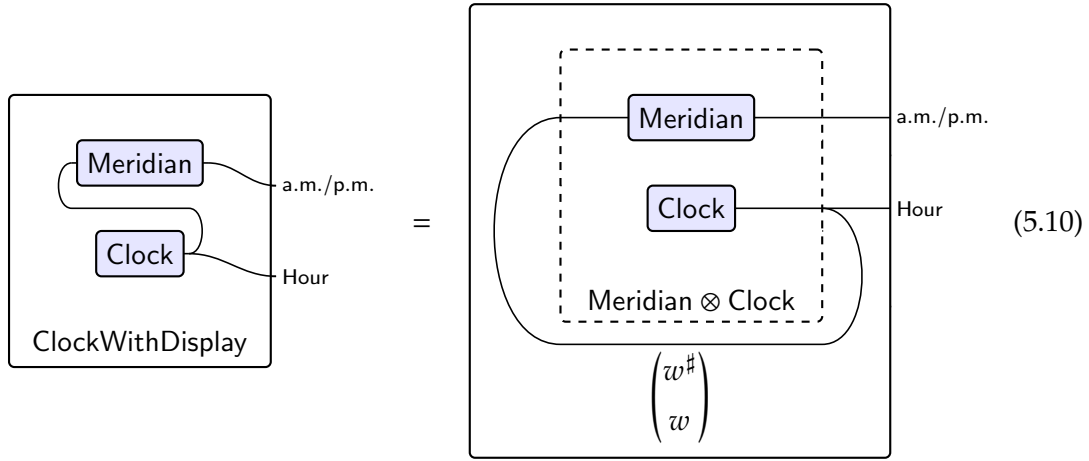 Meridian
a.m./p.m.
Clock
Hour
ClockWithDisplay
=
Meridian
a.m./p.m.
Clock
Hour
Meridian ⊗ Clock
w♯
w
(5.10)